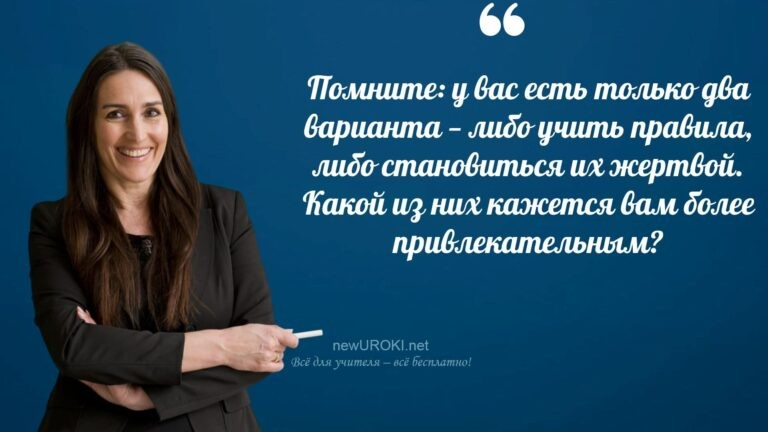 ❝
Помните: у вас есть только два
варианта – либо учить правила,
либо становиться их жертвой.
Какой из них кажется вам более
привлекательным?
newUROKI.net
Всё для учителя – всё бесплатно!